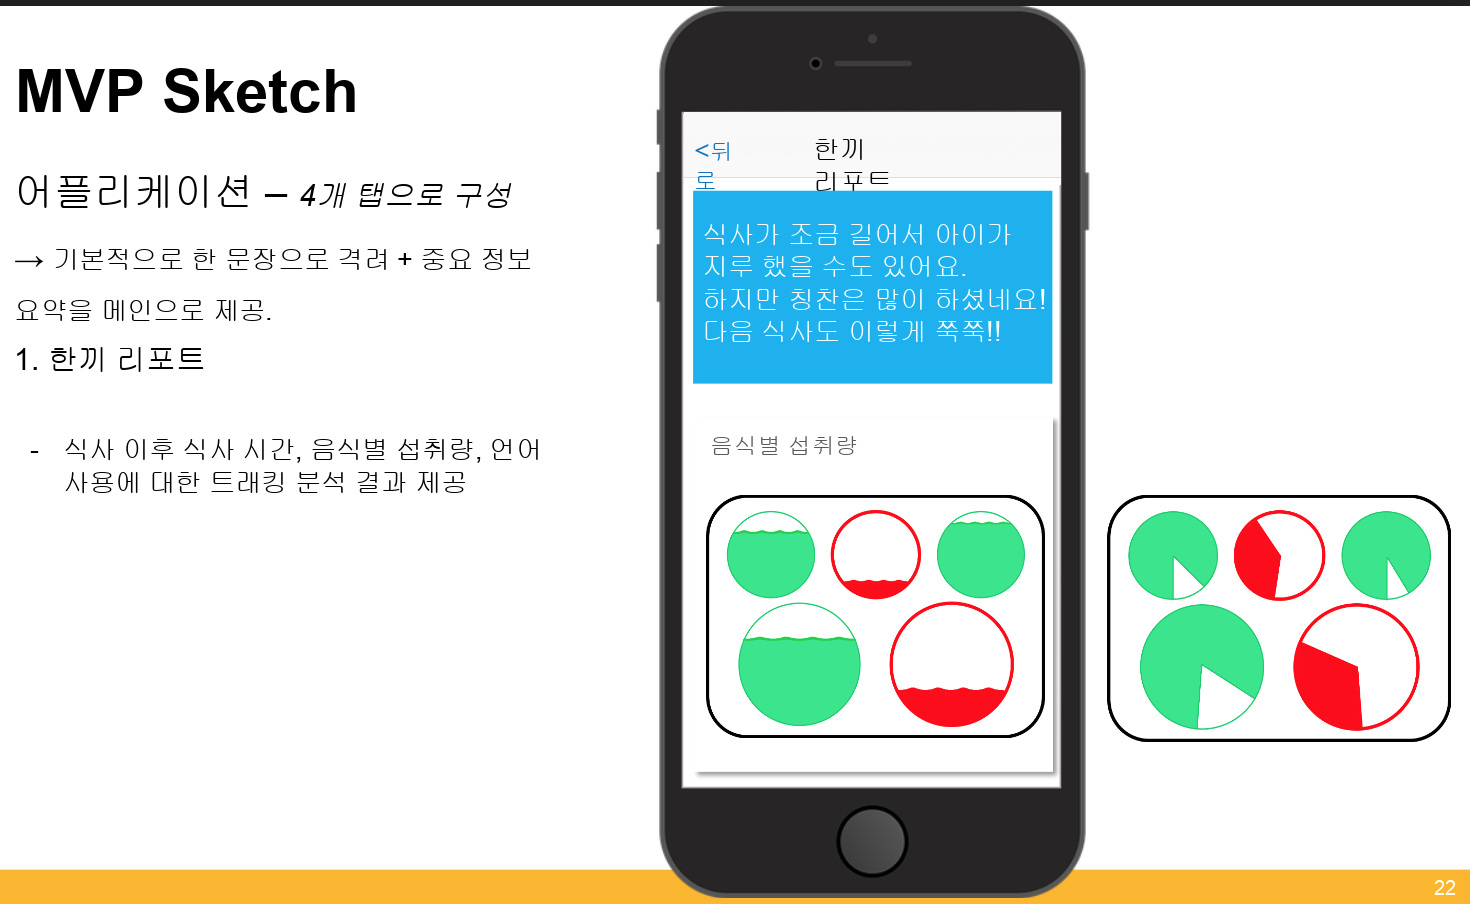 MVP Sketch
어플리케이션 – 4개 탭으로 구성
→ 기본적으로 한 문장으로 격려 + 중요 정보
요약을 메인으로 제공.
1. 한끼 리포트
- 식사 이후 식사 시간, 음식별 섭취량, 언어
사용에 대한 트래킹 분석 결과 제공
<뒤
로
한끼
리포트
식사가 조금 길어서 아이가
지루 했을 수도 있어요.
하지만 칭찬은 많이 하셨네요!
다음 식사도 이렇게 쭉쭉!!
음식별 섭취량
22